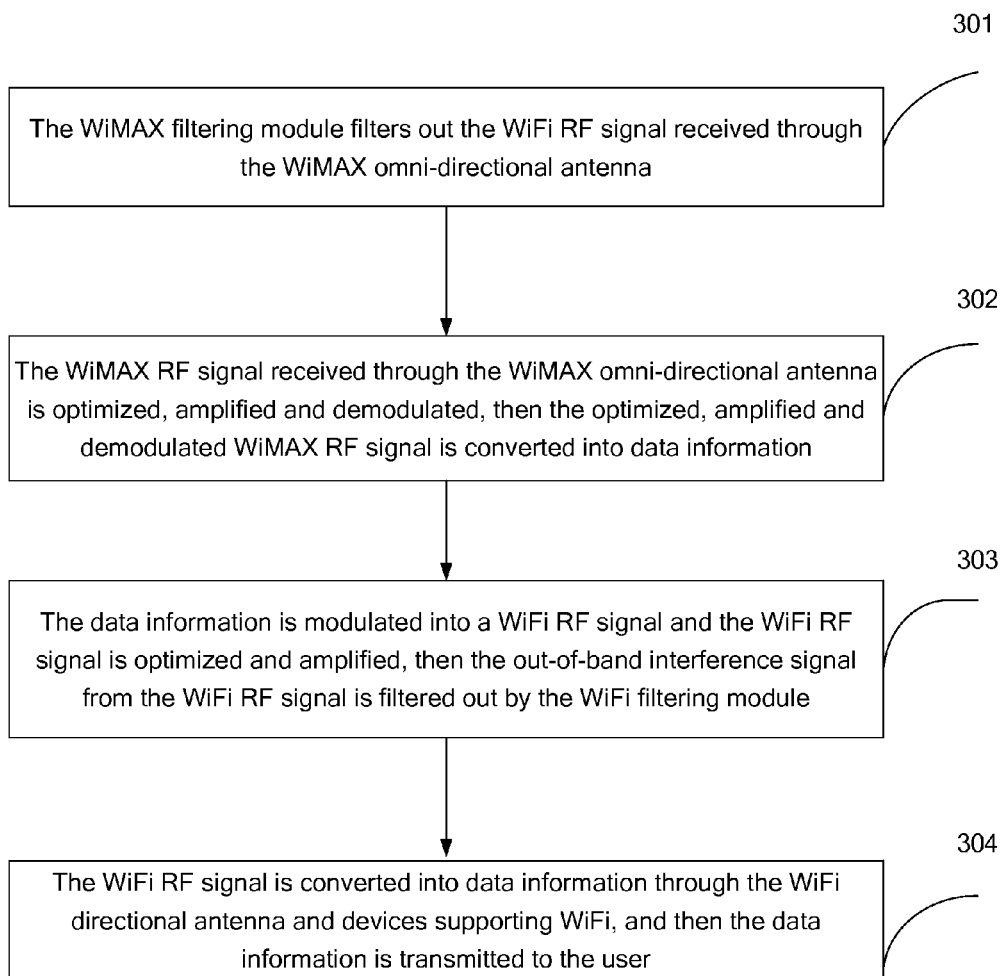 301
The WiMAX filtering module filters out the WiFi RF signal received through
the WiMAX omni-directional antenna
302
The WiMAX RF signal received through the WiMAX omni-directional antenna
is optimized, amplified and demodulated, then the optimized, amplified and
demodulated WiMAX RF signal is converted into data information
303
The data information is modulated into a WiFi RF signal and the WiFi RF
signal is optimized and amplified, then the out-of-band interference signal
from the WiFi RF signal is filtered out by the WiFi filtering module
304
The WiFi RF signal is converted into data information through the WiFi
directional antenna and devices supporting WiFi, and then the data
information is transmitted to the user